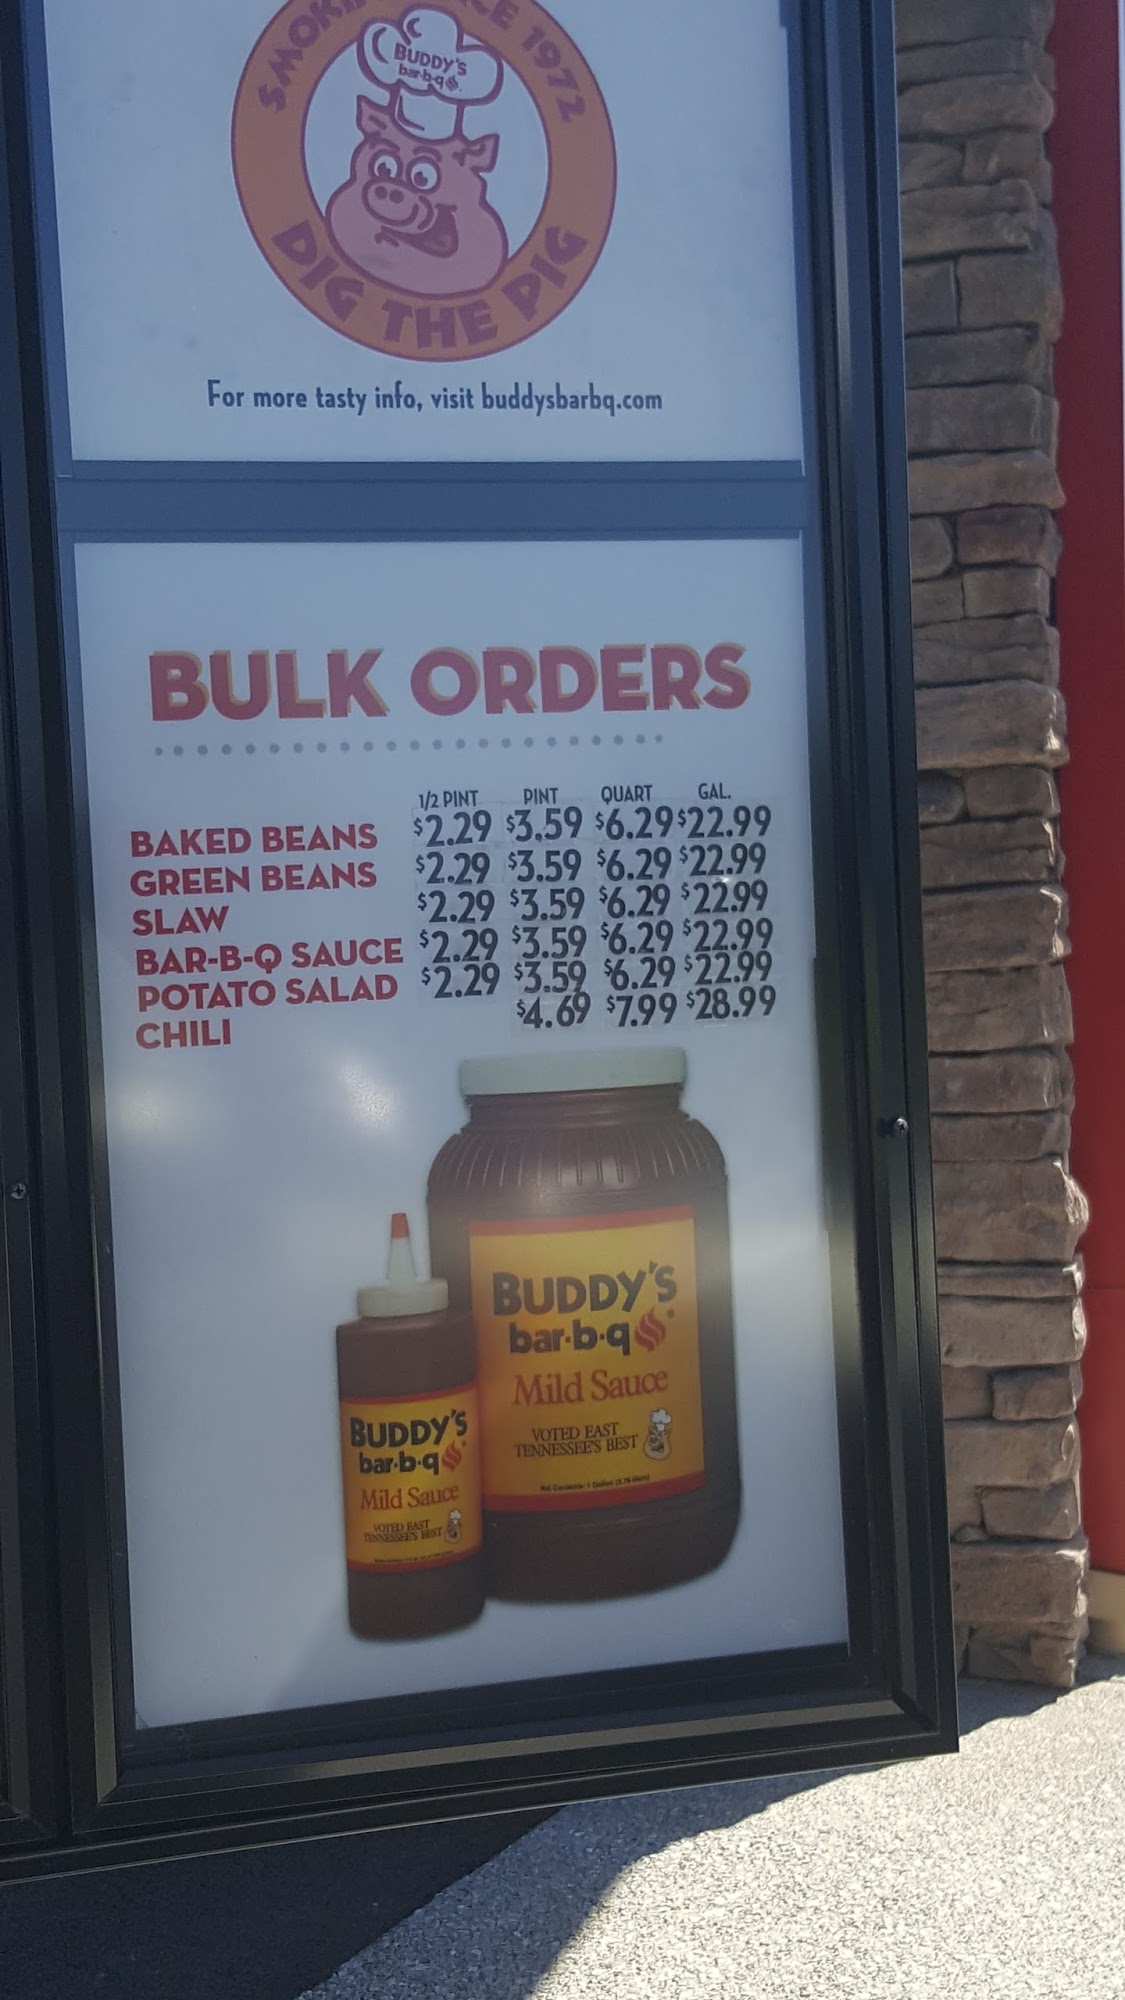 BUDDY'S
bar-b-q
1972
DIG THE PIG
For more tasty info, visit buddysbarbq.com
BULK ORDERS
1/2 PINT PINT QUART GAL.
BAKED BEANS $2.29 $3.59 $6.29 $22.99
GREEN BEANS $2.29 $3.59 $6.29 $22.99
SLAW $2.29 $3.59 $6.29 $22.99
BAR-B-Q SAUCE $2.29 $3.59 $6.29 $22.99
POTATO SALAD $2.29 $3.59 $6.29 $22.99
CHILI $4.69 $7.99 $28.99
BUDDY'S
bar·b·q
Mild Sauce
VOTED EAST
TENNESSEE'S BEST
Net Contents: 1 Gallon
BUDDY'S
bar·b·q
Mild Sauce
VOTED EAST
TENNESSEE'S BEST